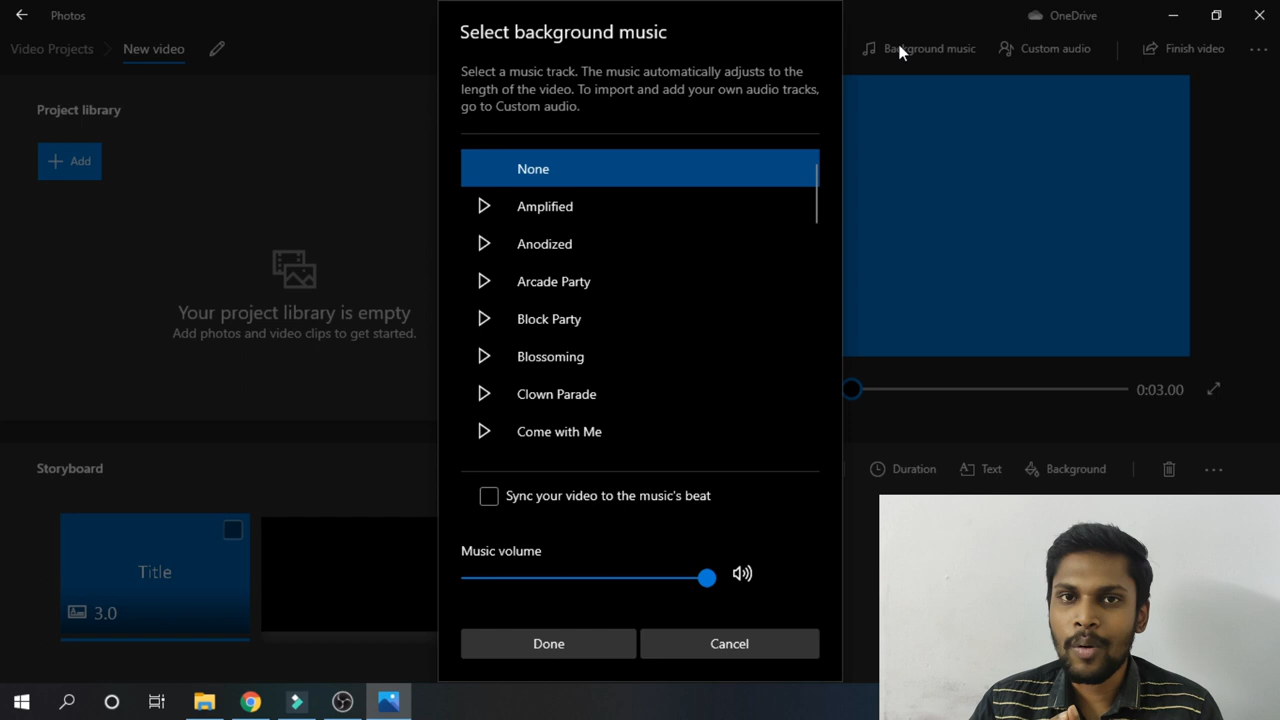 Photos
OneDrive
Video Projects
New video
Background music
Custom audio
Finish video
Select background music
Select a music track. The music automatically adjusts to the
length of the video. To import and add your own audio tracks,
go to Custom audio.
Project library
Add
None
Amplified
Anodized
Arcade Party
Block Party
Blossoming
Clown Parade
Come with Me
Your project library is empty
Add photos and video clips to get started.
0:03.00
Storyboard
Duration
Text
Background
Sync your video to the music's beat
Title
3.0
Music volume
Done
Cancel